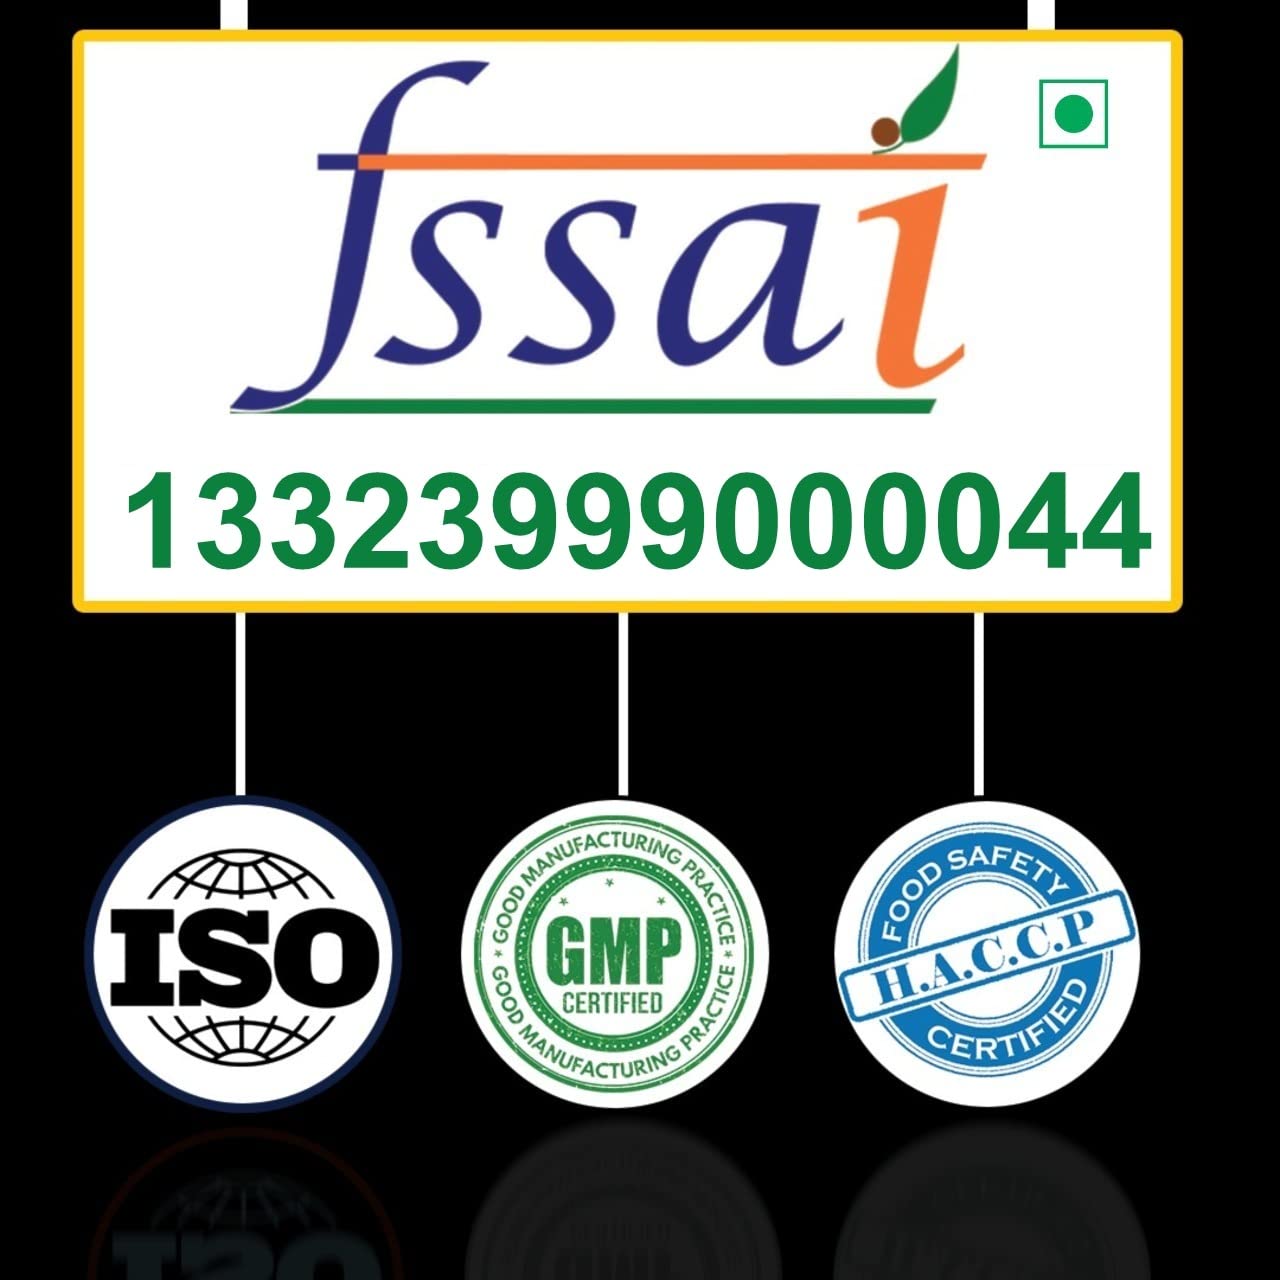 fssai
13323999000044
ISO
GOOD MANUFACTURING PRACTICE
GMP
CERTIFIED
GOOD MANUFACTURING PRACTICE
FOOD SAFETY
H.A.C.C.P
CERTIFIED